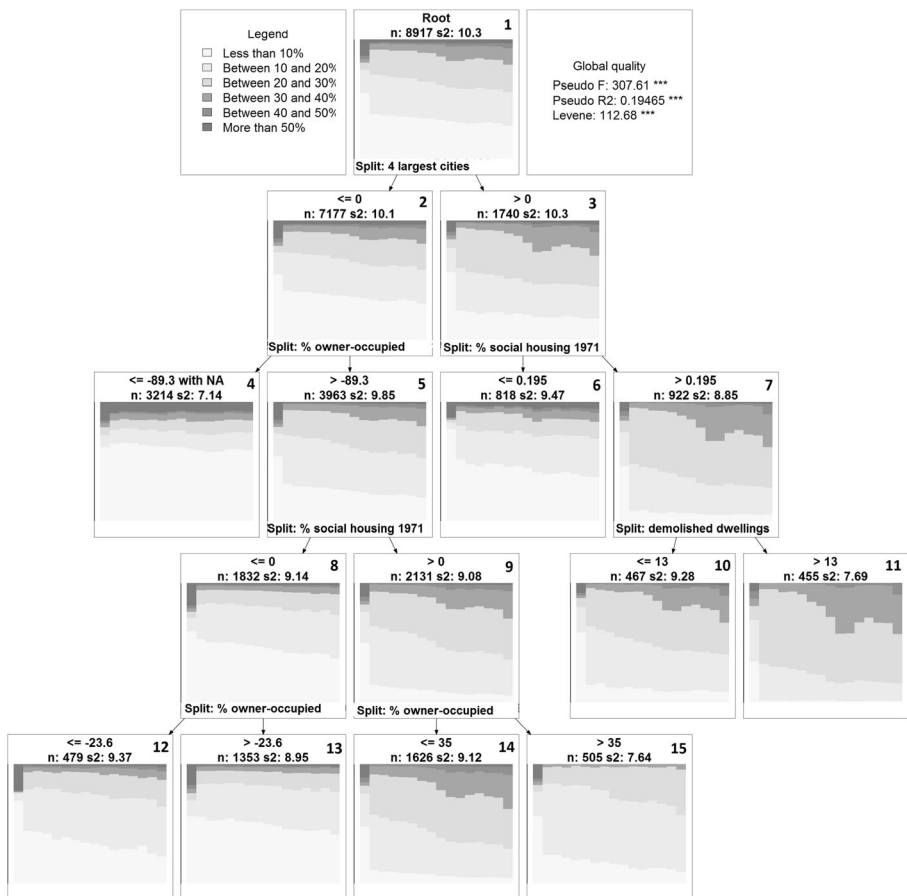 Legend
Less than 10%
Between 10 and 20%
Between 20 and 30%
Between 30 and 40%
Between 40 and 50%
More than 50%
Root
1
n: 8917 s2: 10.3
Split: 4 largest cities
Global quality
Pseudo F: 307.61 ***
Pseudo R2: 0.19465 ***
Levene: 112.68 ***
<= 0
2
n: 7177 s2: 10.1
Split: % owner-occupied
> 0
3
n: 1740 s2: 10.3
Split: % social housing 1971
<= -89.3 with NA
4
n: 3214 s2: 7.14
> -89.3
5
n: 3963 s2: 9.85
Split: % social housing 1971
<= 0.195
6
n: 818 s2: 9.47
> 0.195
7
n: 922 s2: 8.85
Split: demolished dwellings
<= 0
8
n: 1832 s2: 9.14
Split: % owner-occupied
> 0
9
n: 2131 s2: 9.08
Split: % owner-occupied
<= 13
10
n: 467 s2: 9.28
> 13
11
n: 455 s2: 7.69
<= -23.6
12
n: 479 s2: 9.37
> -23.6
13
n: 1353 s2: 8.95
<= 35
14
n: 1626 s2: 9.12
> 35
15
n: 505 s2: 7.64